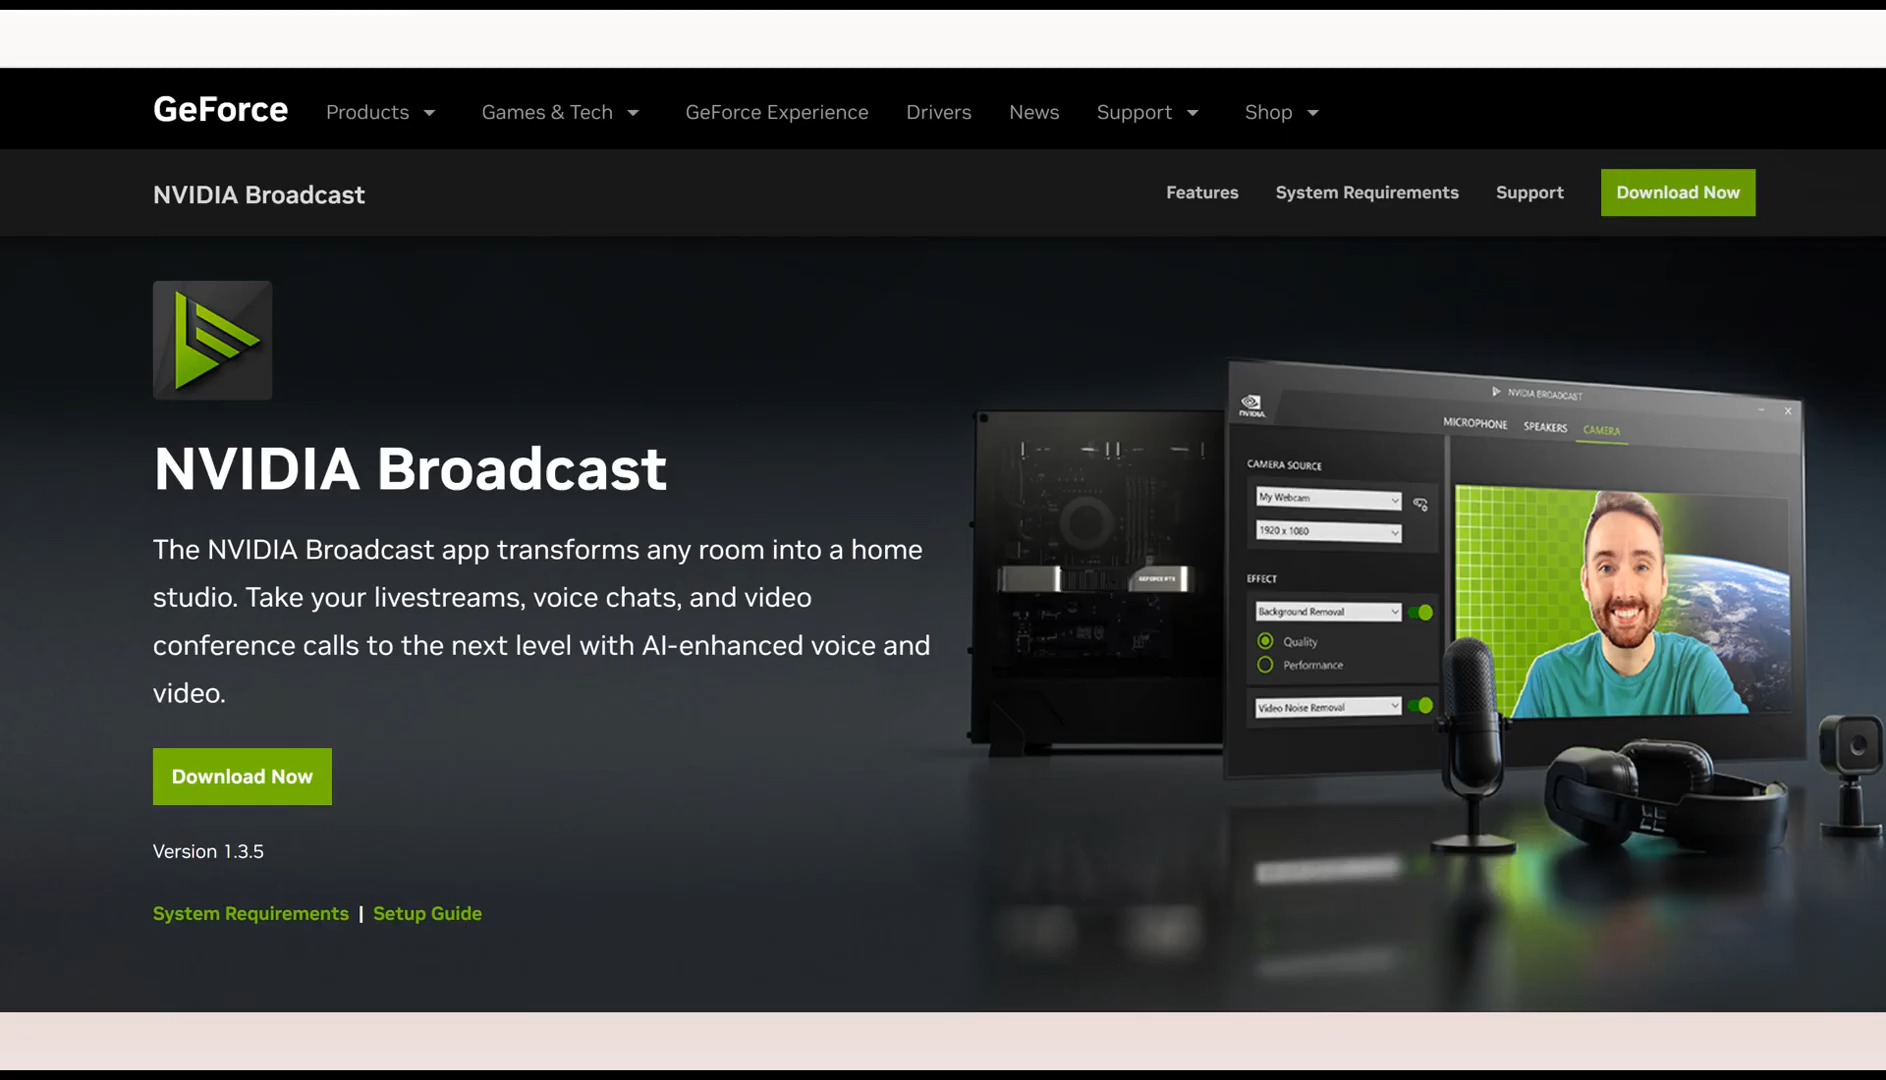 GeForce Products Games & Tech GeForce Experience Drivers News Support Shop
NVIDIA Broadcast Features System Requirements Support Download Now
NVIDIA Broadcast
The NVIDIA Broadcast app transforms any room into a home
studio. Take your livestreams, voice chats, and video
conference calls to the next level with AI-enhanced voice and
video.
Download Now
Version 1.3.5
System Requirements | Setup Guide
GEFORCE RTX
NVIDIA BROADCAST
NVIDIA
MICROPHONE SPEAKERS CAMERA
CAMERA SOURCE
My Webcam
1920 x 1080
EFFECT
Background Removal
Quality
Performance
Video Noise Removal